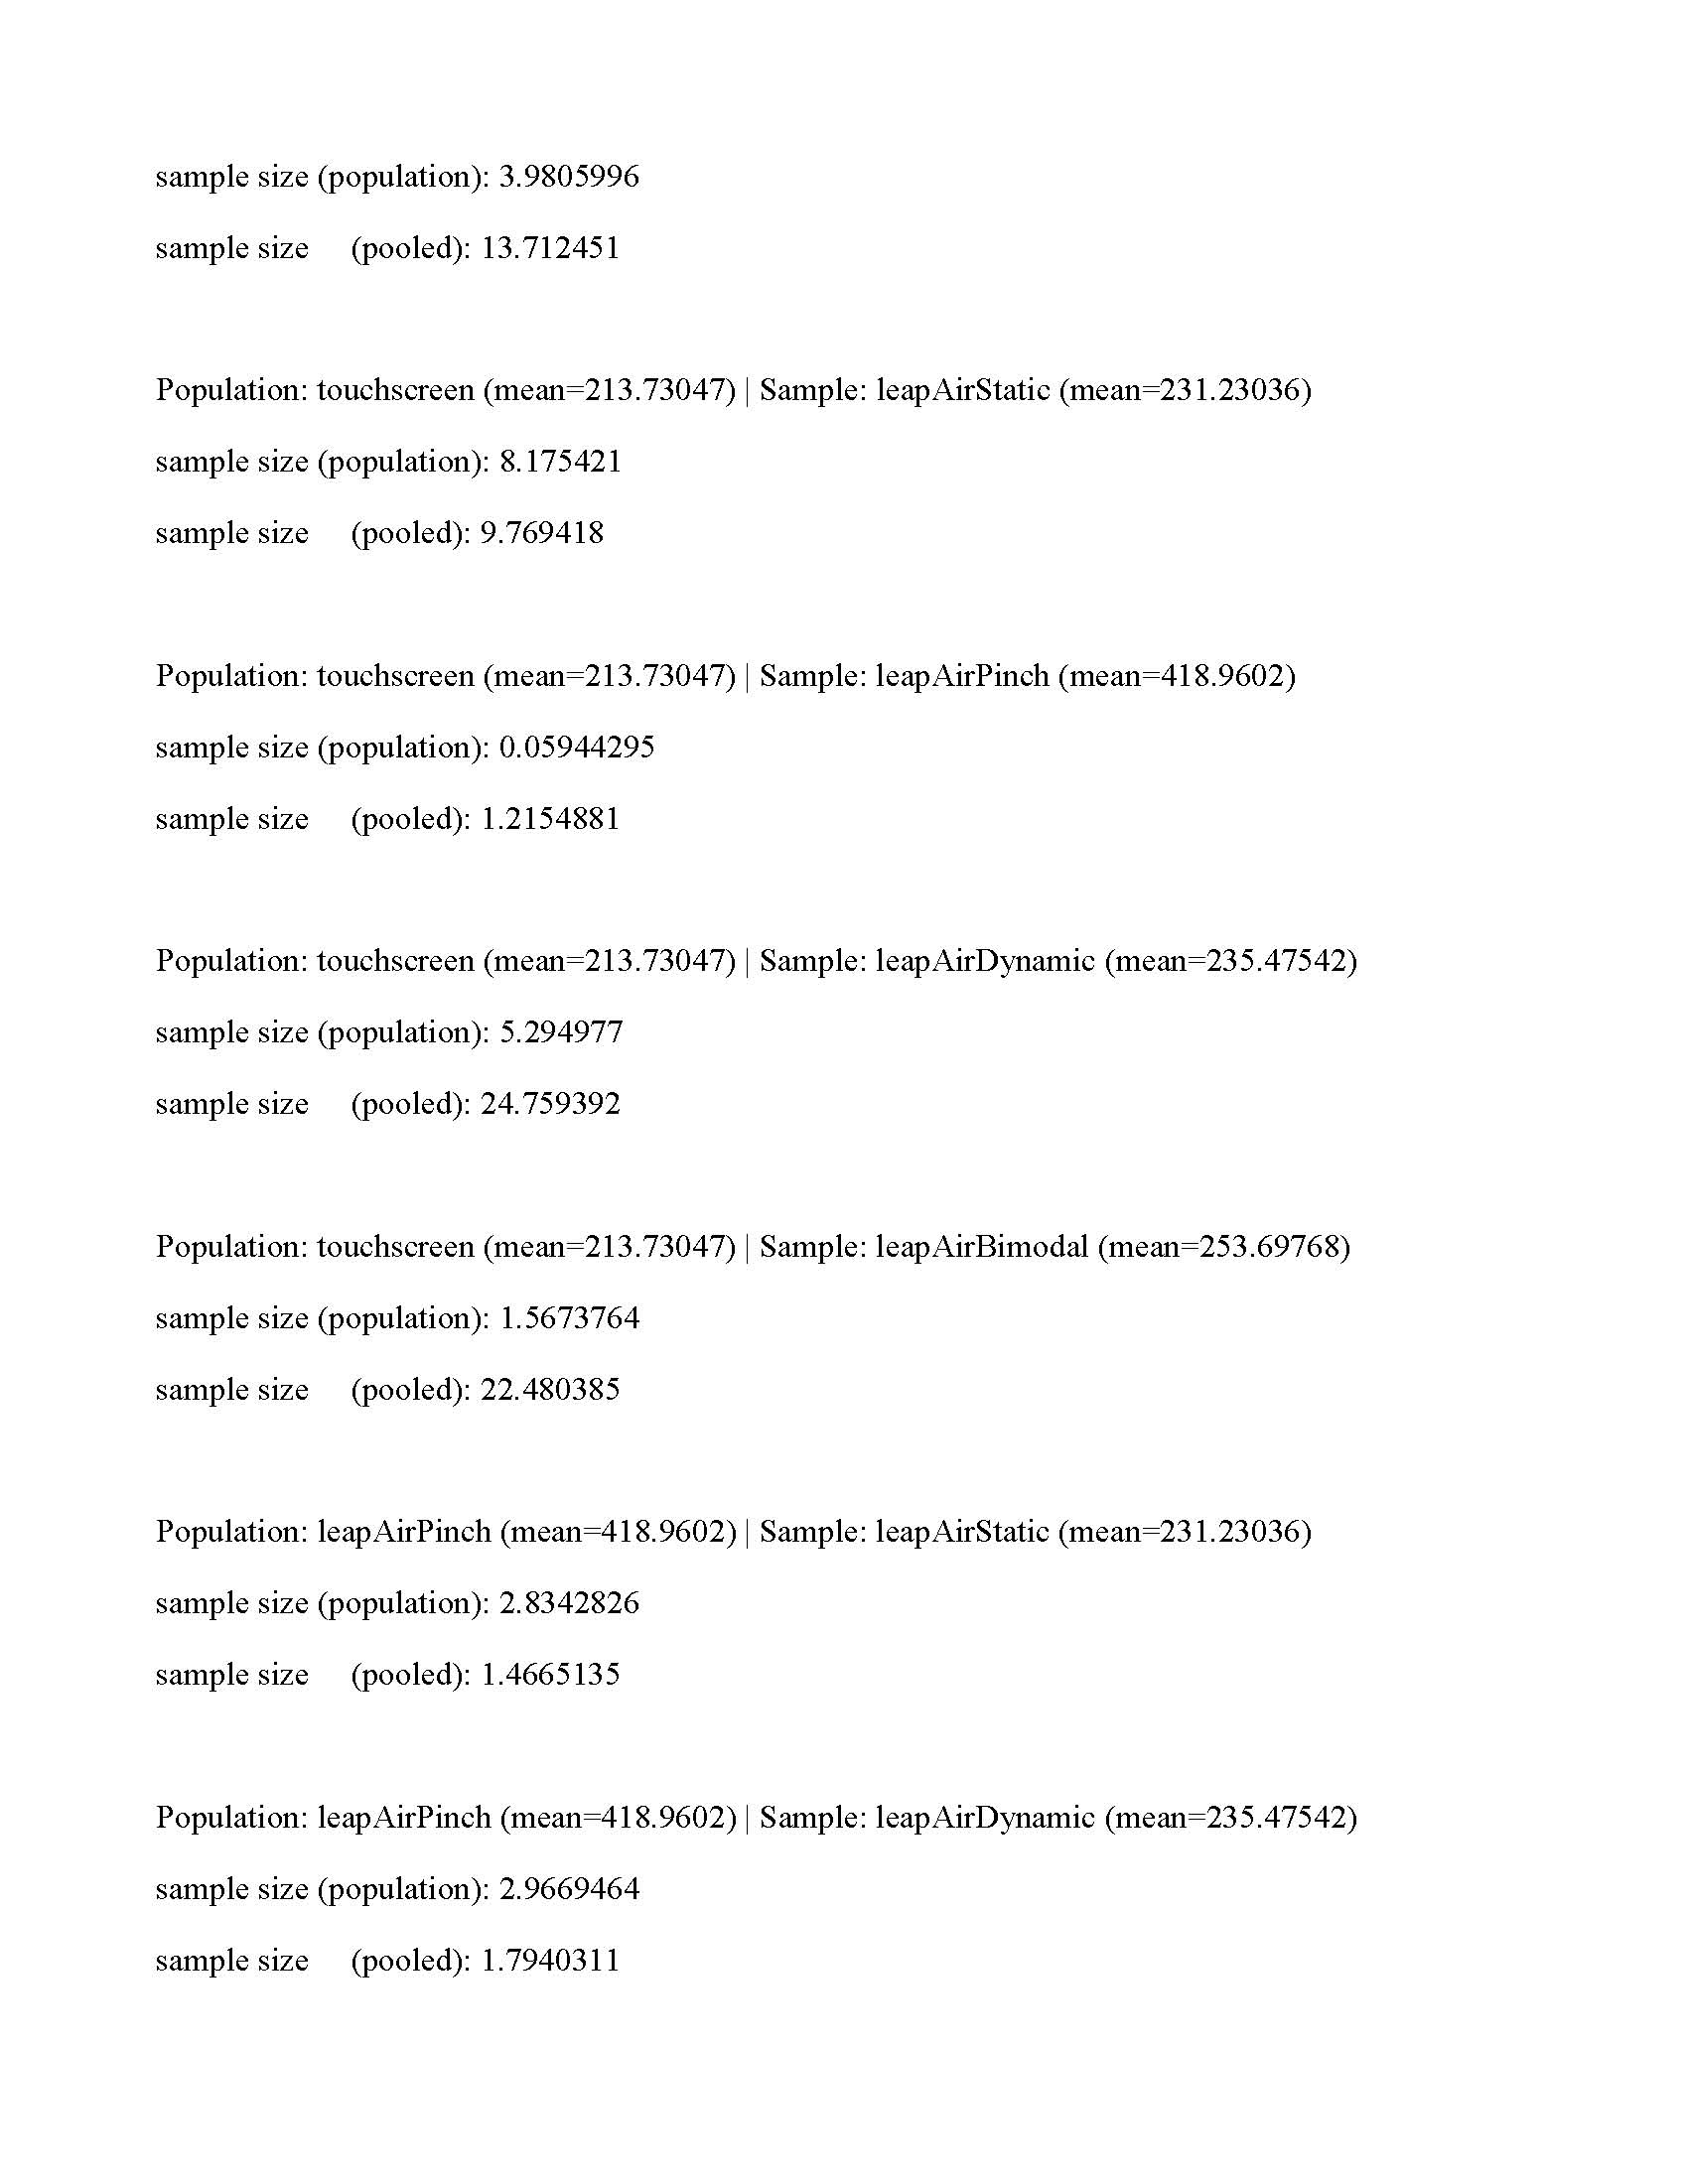 sample size (population): 3.9805996
sample size (pooled): 13.712451
Population: touchscreen (mean=213.73047) | Sample: leapAirStatic (mean=231.23036)
sample size (population): 8.175421
sample size (pooled): 9.769418
Population: touchscreen (mean=213.73047) | Sample: leapAirPinch (mean=418.9602)
sample size (population): 0.05944295
sample size (pooled): 1.2154881
Population: touchscreen (mean=213.73047) | Sample: leapAirDynamic (mean=235.47542)
sample size (population): 5.294977
sample size (pooled): 24.759392
Population: touchscreen (mean=213.73047) | Sample: leapAirBimodal (mean=253.69768)
sample size (population): 1.5673764
sample size (pooled): 22.480385
Population: leapAirPinch (mean=418.9602) | Sample: leapAirStatic (mean=231.23036)
sample size (population): 2.8342826
sample size (pooled): 1.4665135
Population: leapAirPinch (mean=418.9602) | Sample: leapAirDynamic (mean=235.47542)
sample size (population): 2.9669464
sample size (pooled): 1.7940311